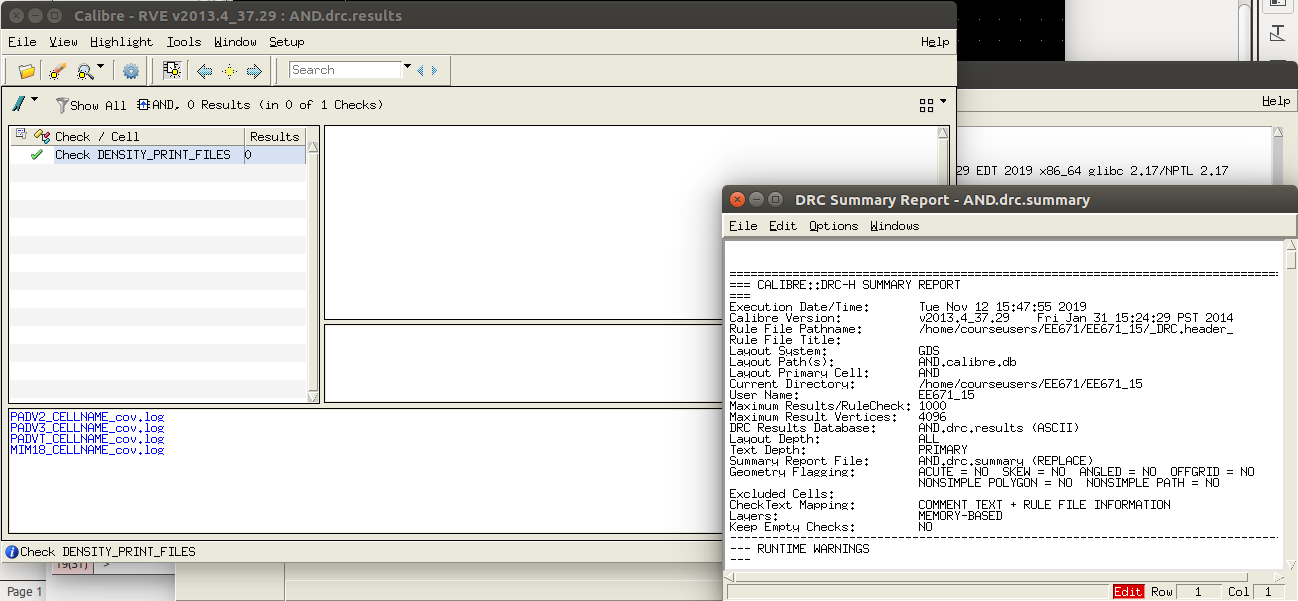 Calibre - RVE v2013.4_37.29 : AND.drc.results
File View Highlight Tools Window Setup Help
Search
Show All AND, 0 Results (in 0 of 1 Checks)
Check / Cell Results
Check DENSITY_PRINT_FILES 0
PADV2_CELLNAME_cov.log
PADV3_CELLNAME_cov.log
PADVT_CELLNAME_cov.log
MIM18_CELLNAME_cov.log
Check DENSITY_PRINT_FILES
19(31) >
Page 1
Help
29 EDT 2019 x86_64 glibc 2.17/NPTL 2.17
DRC Summary Report - AND.drc.summary
File Edit Options Windows
==================================================================================
=== CALIBRE::DRC-H SUMMARY REPORT
===
Execution Date/Time: Tue Nov 12 15:47:55 2019
Calibre Version: v2013.4_37.29 Fri Jan 31 15:24:29 PST 2014
Rule File Pathname: /home/courseusers/EE671/EE671_15/_DRC.header_
Rule File Title:
Layout System: GDS
Layout Path(s): AND.calibre.db
Layout Primary Cell: AND
Current Directory: /home/courseusers/EE671/EE671_15
User Name: EE671_15
Maximum Results/RuleCheck: 1000
Maximum Result Vertices: 4096
DRC Results Database: AND.drc.results (ASCII)
Layout Depth: ALL
Text Depth: PRIMARY
Summary Report File: AND.drc.summary (REPLACE)
Geometry Flagging: ACUTE = NO SKEW = NO ANGLED = NO OFFGRID = NO
NONSIMPLE POLYGON = NO NONSIMPLE PATH = NO
Excluded Cells:
CheckText Mapping: COMMENT TEXT + RULE FILE INFORMATION
Layers: MEMORY-BASED
Keep Empty Checks: NO
----------------------------------------------------------------------------------
--- RUNTIME WARNINGS
---
Edit Row 1 Col 1